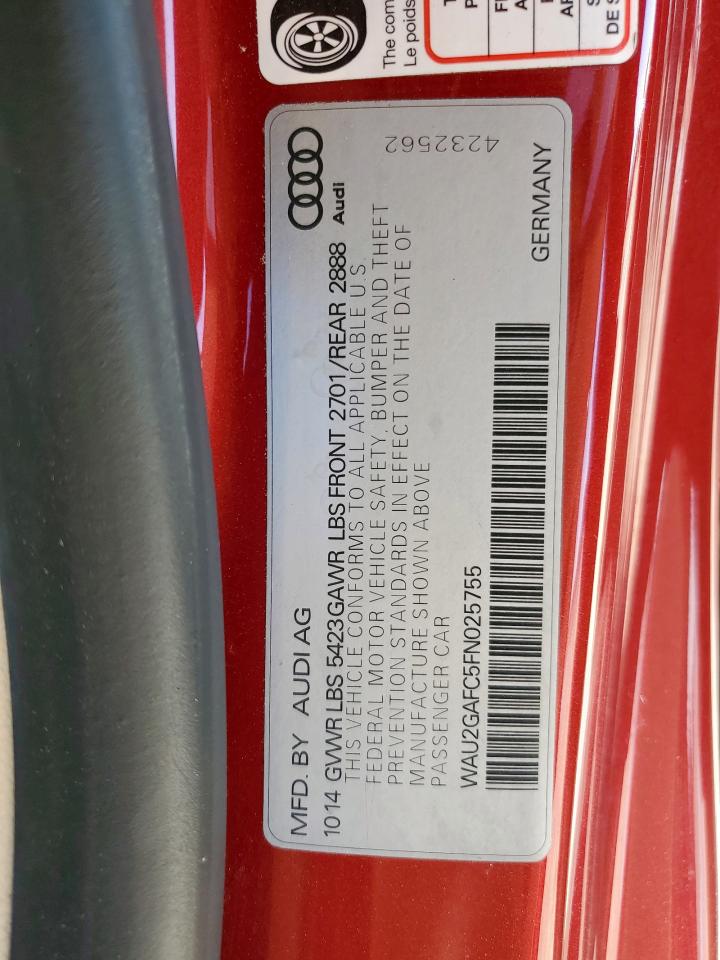 The com
Le poids
MFD. BY AUDI AG
Audi
10 14 GVWR LBS 5423 GAWR LBS FRONT 2701/REAR 2888
THIS VEHICLE CONFORMS TO ALL APPLICABLE U.S.
FEDERAL MOTOR VEHICLE SAFETY, BUMPER AND THEFT
PREVENTION STANDARDS IN EFFECT ON THE DATE OF
MANUFACTURE SHOWN ABOVE
PASSENGER CAR
4232562
WAU2GAFC5FN025755
GERMANY